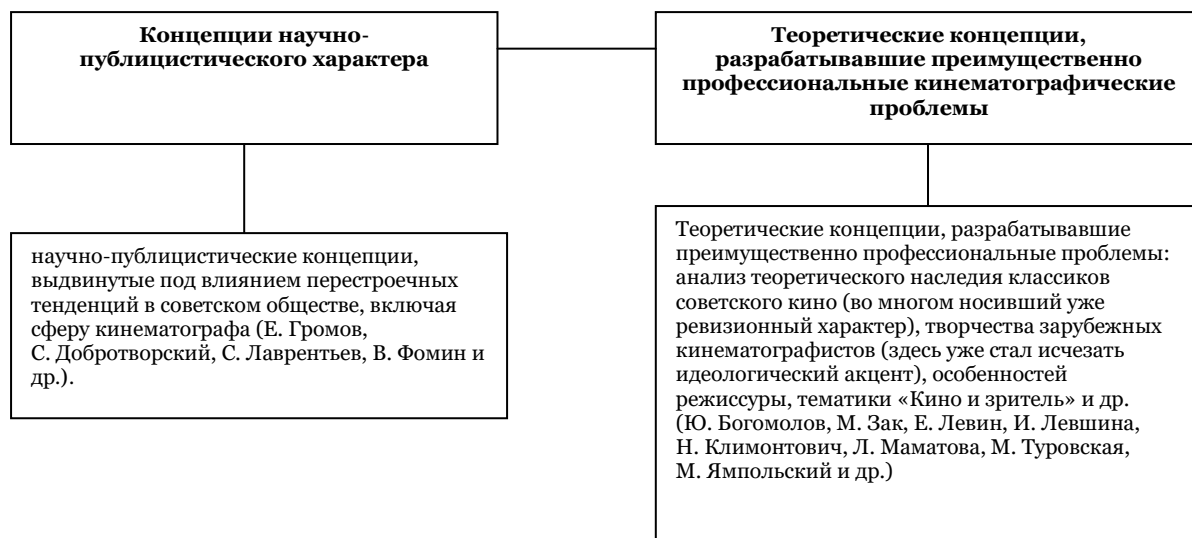 Концепции научно-
публицистического характера
Теоретические концепции,
разрабатывавшие преимущественно
профессиональные кинематографические
проблемы
научно-публицистические концепции,
выдвинутые под влиянием перестроечных
тенденций в советском обществе, включая
сферу кинематографа (Е. Громов,
С. Добротворский, С. Лаврентьев, В. Фомин и
др.).
Теоретические концепции, разрабатывавшие
преимущественно профессиональные проблемы:
анализ теоретического наследия классиков
советского кино (во многом носивший уже
ревизионный характер), творчества зарубежных
кинематографистов (здесь уже стал исчезать
идеологический акцент), особенностей
режиссуры, тематики «Кино и зритель» и др.
(Ю. Богомолов, М. Зак, Е. Левин, И. Левшина,
Н. Климонтович, Л. Маматова, М. Туровская,
М. Ямпольский и др.)